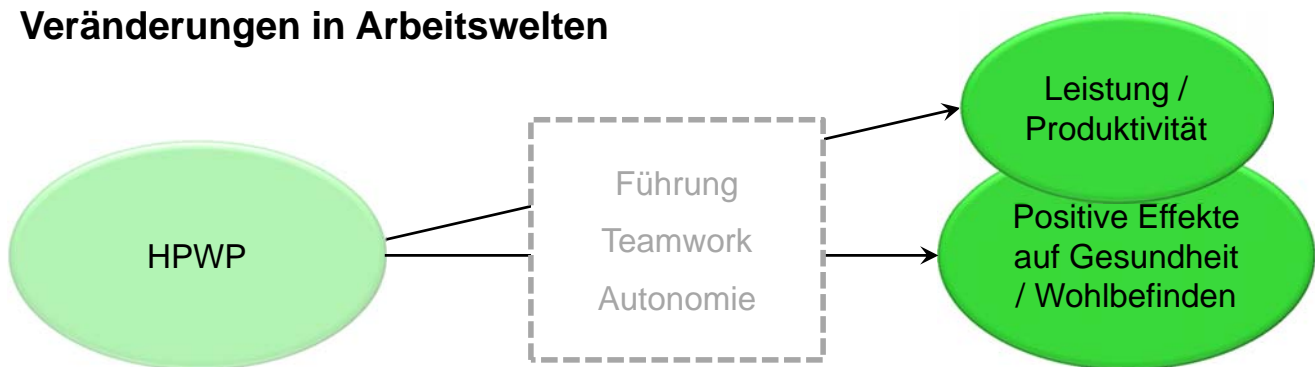 Veränderungen in Arbeitswelten
HPWP
Führung
Teamwork
Autonomie
Leistung /
Produktivität
Positive Effekte
auf Gesundheit
/ Wohlbefinden